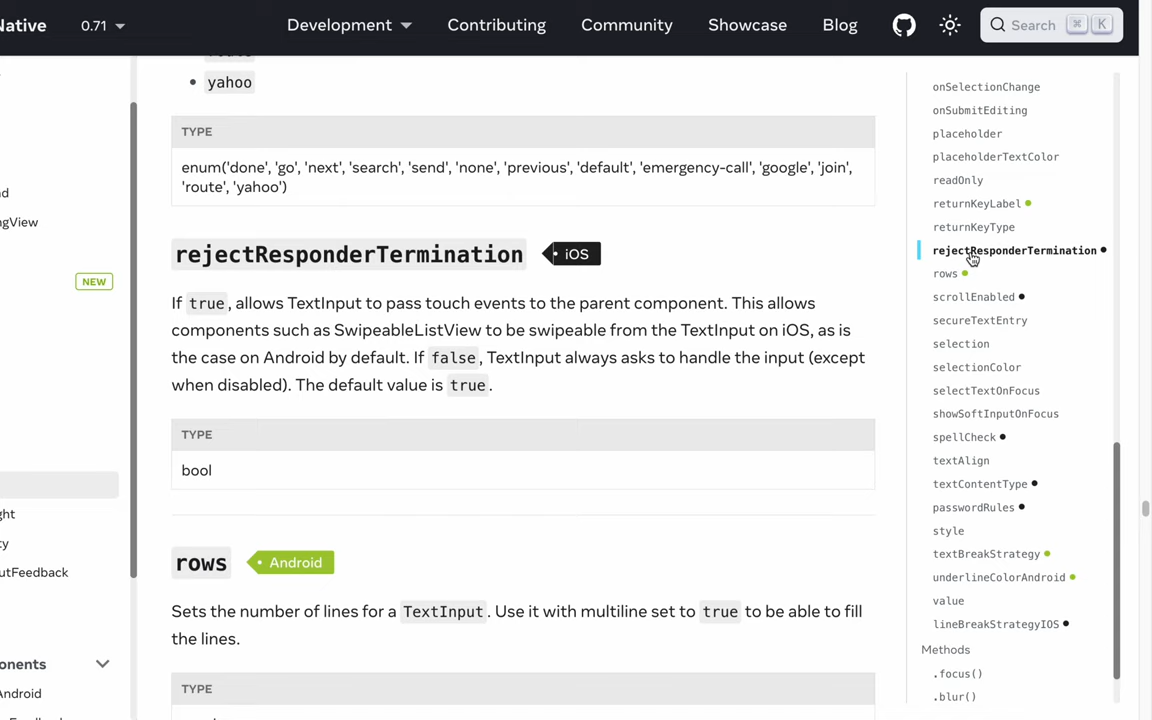 Native 0.71 Development Contributing Community Showcase Blog Search ⌘ K
yahoo
TYPE
enum('done', 'go', 'next', 'search', 'send', 'none', 'previous', 'default', 'emergency-call', 'google', 'join',
'route', 'yahoo')
rejectResponderTermination iOS
If true, allows TextInput to pass touch events to the parent component. This allows
components such as SwipeableListView to be swipeable from the TextInput on iOS, as is
the case on Android by default. If false, TextInput always asks to handle the input (except
when disabled). The default value is true.
TYPE
bool
rows Android
Sets the number of lines for a TextInput. Use it with multiline set to true to be able to fill
the lines.
TYPE
d
ngView
NEW
ght
ty
utFeedback
onents
Android
onSelectionChange
onSubmitEditing
placeholder
placeholderTextColor
readOnly
returnKeyLabel
returnKeyType
rejectResponderTermination
rows
scrollEnabled
secureTextEntry
selection
selectionColor
selectTextOnFocus
showSoftInputOnFocus
spellCheck
textAlign
textContentType
passwordRules
style
textBreakStrategy
underlineColorAndroid
value
lineBreakStrategyIOS
Methods
.focus()
.blur()